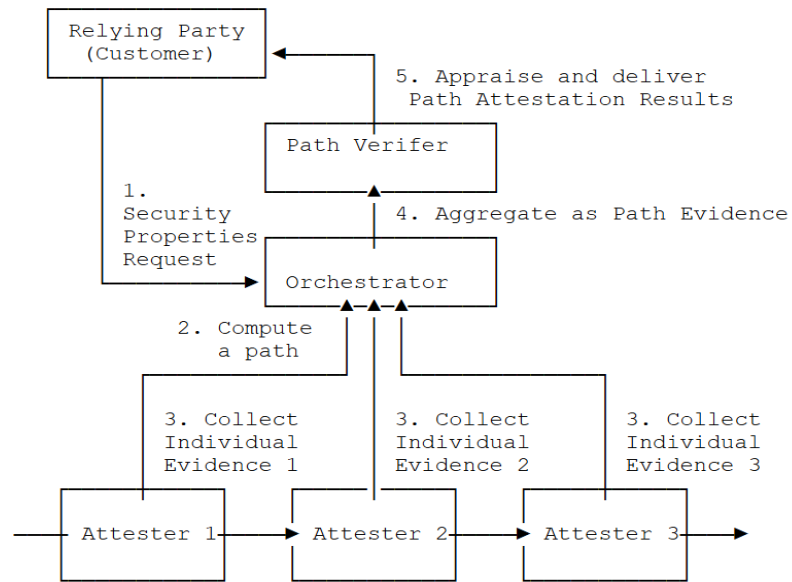 Relying Party
(Customer)
5. Appraise and deliver
Path Attestation Results
Path Verifer
1.
Security
Properties
Request
4. Aggregate as Path Evidence
Orchestrator
2. Compute
a path
3. Collect
Individual
Evidence 1
3. Collect
Individual
Evidence 2
3. Collect
Individual
Evidence 3
Attester 1
Attester 2
Attester 3